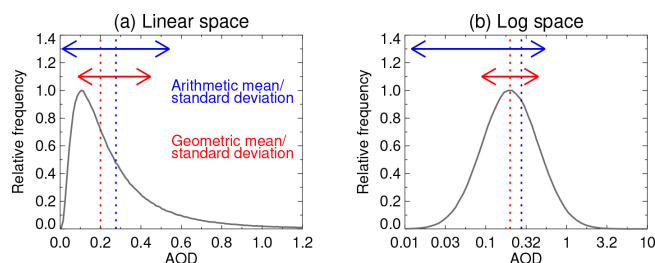 (a) Linear space
Relative frequency
1.4
1.2
1.0
0.8
0.6
0.4
0.2
0.0
Arithmetic mean/
standard deviation
Geometric mean/
standard deviation
0.0 0.2 0.4 0.6 0.8 1.0 1.2
AOD
(b) Log space
Relative frequency
1.4
1.2
1.0
0.8
0.6
0.4
0.2
0.0
0.01 0.03 0.1 0.32 1 3.2 10
AOD